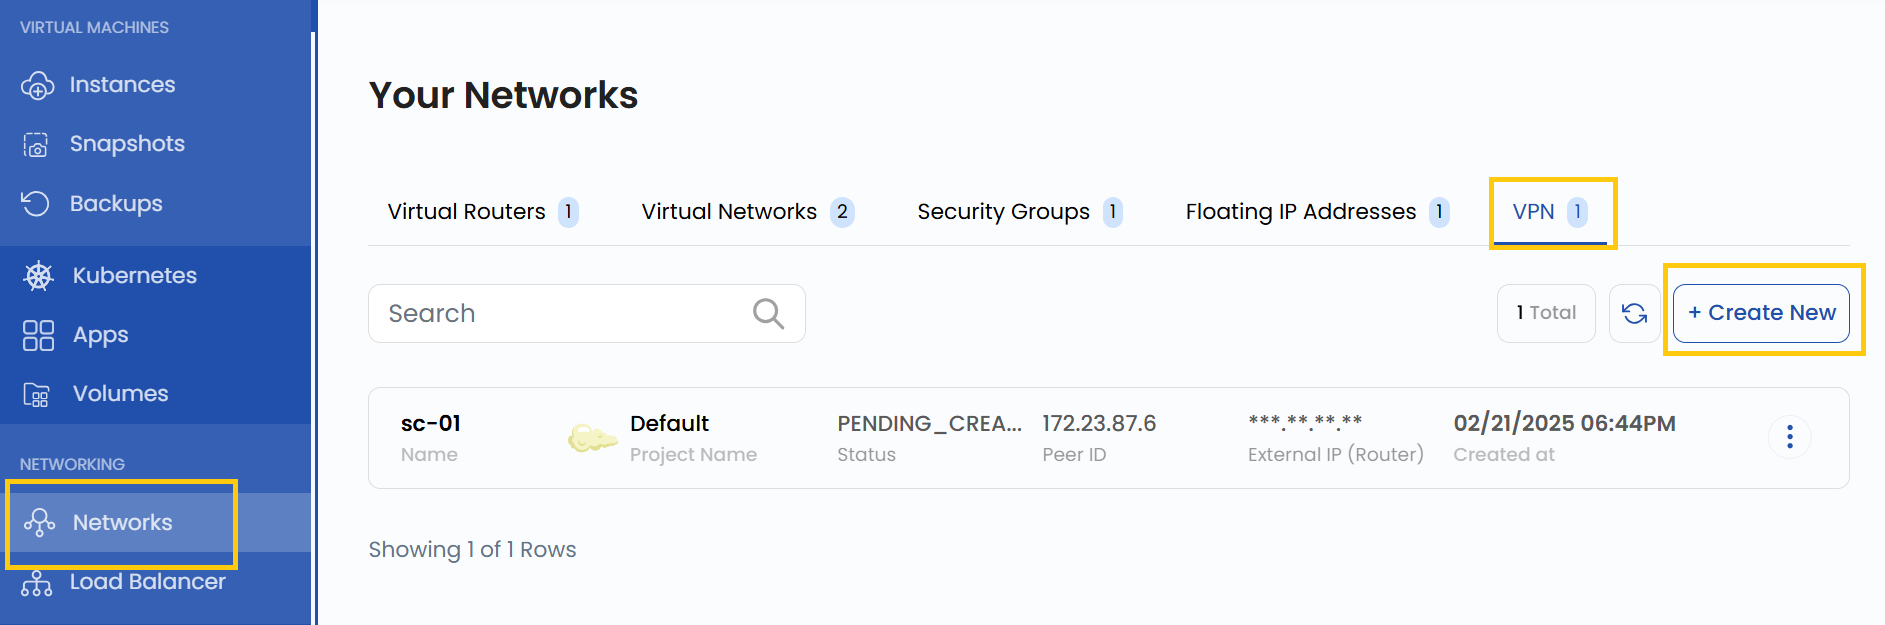 VIRTUAL MACHINES
Instances
Snapshots
Backups
Kubernetes
Apps
Volumes
NETWORKING
Networks
Load Balancer
Your Networks
Virtual Routers 1 Virtual Networks 2 Security Groups 1 Floating IP Addresses 1 VPN 1
Search 1 Total + Create New
sc-01 Default PENDING_CREA... 172.23.87.6 ***.**.**.** 02/21/2025 06:44PM
Name Project Name Status Peer ID External IP (Router) Created at
Showing 1 of 1 Rows